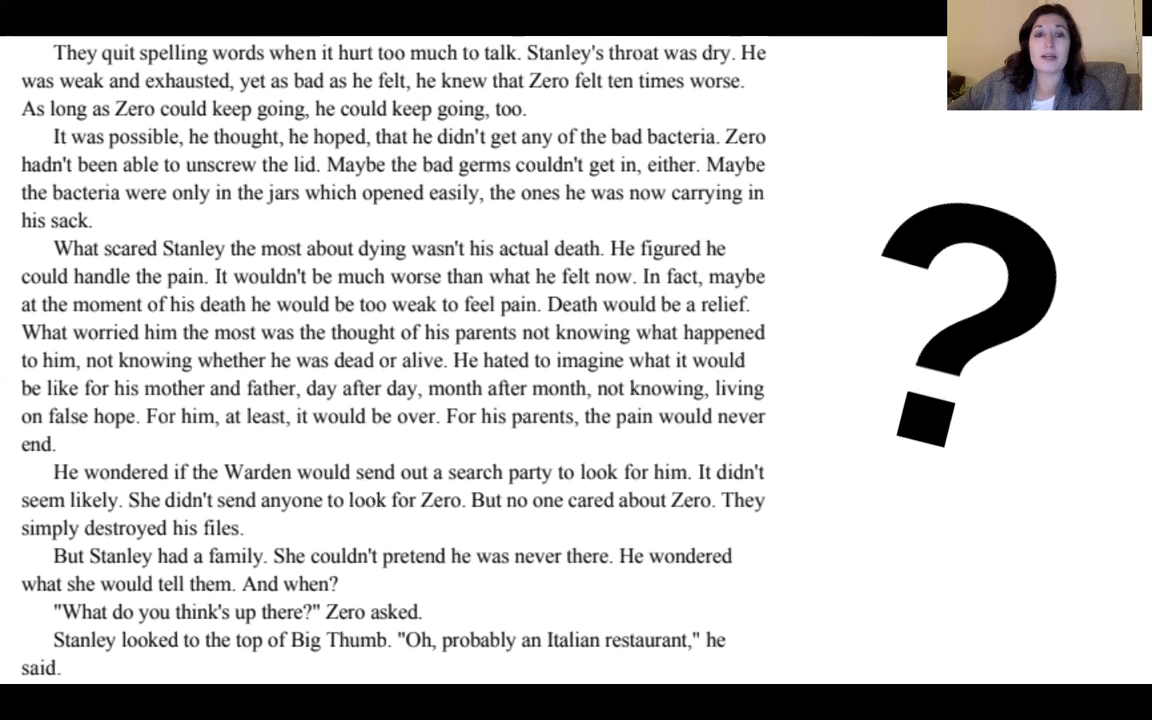 They quit spelling words when it hurt too much to talk. Stanley's throat was dry. He
was weak and exhausted, yet as bad as he felt, he knew that Zero felt ten times worse.
As long as Zero could keep going, he could keep going, too.
It was possible, he thought, he hoped, that he didn't get any of the bad bacteria. Zero
hadn't been able to unscrew the lid. Maybe the bad germs couldn't get in, either. Maybe
the bacteria were only in the jars which opened easily, the ones he was now carrying in
his sack.
What scared Stanley the most about dying wasn't his actual death. He figured he
could handle the pain. It wouldn't be much worse than what he felt now. In fact, maybe
at the moment of his death he would be too weak to feel pain. Death would be a relief.
What worried him the most was the thought of his parents not knowing what happened
to him, not knowing whether he was dead or alive. He hated to imagine what it would
be like for his mother and father, day after day, month after month, not knowing, living
on false hope. For him, at least, it would be over. For his parents, the pain would never
end.
He wondered if the Warden would send out a search party to look for him. It didn't
seem likely. She didn't send anyone to look for Zero. But no one cared about Zero. They
simply destroyed his files.
But Stanley had a family. She couldn't pretend he was never there. He wondered
what she would tell them. And when?
"What do you think's up there?" Zero asked.
Stanley looked to the top of Big Thumb. "Oh, probably an Italian restaurant," he
said.
?